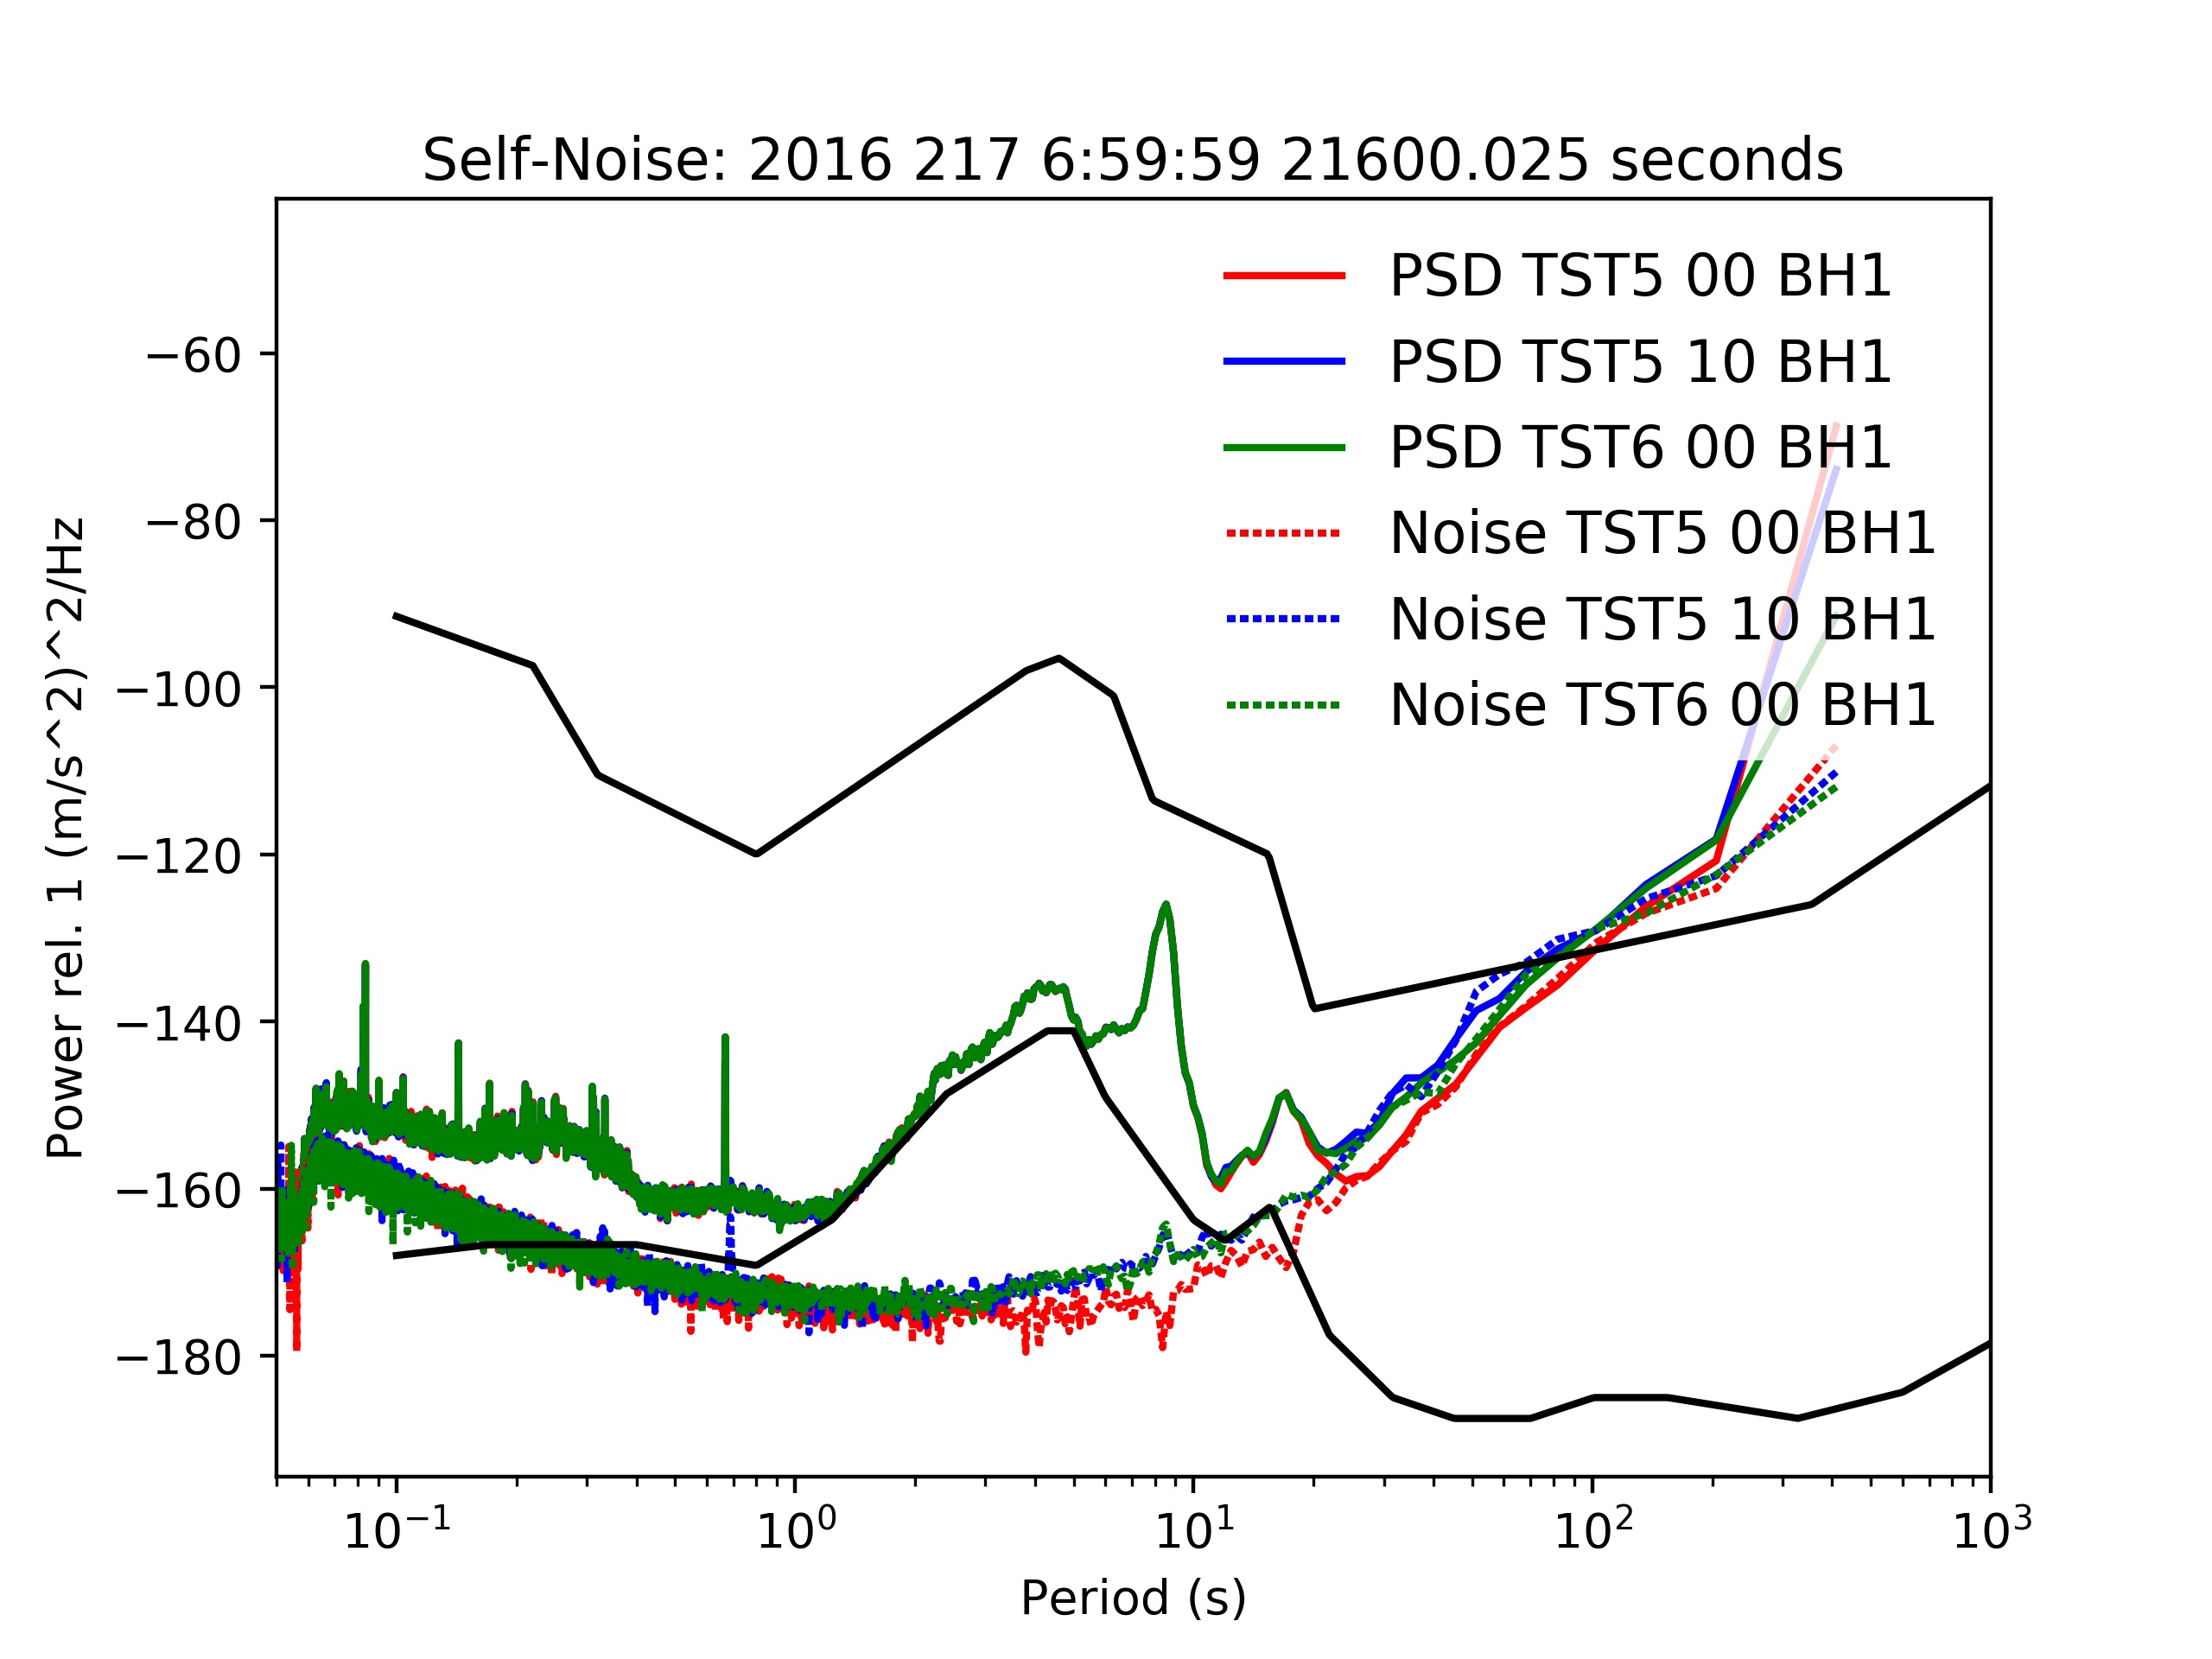 Self-Noise: 2016 217 6:59:59 21600.025 seconds
PSD TST5 00 BH1
PSD TST5 10 BH1
PSD TST6 00 BH1
Noise TST5 00 BH1
Noise TST5 10 BH1
Noise TST6 00 BH1
Power rel. 1 (m/s^2)^2/Hz
−60
−80
−100
−120
−140
−160
−180
10⁻¹ 10⁰ 10¹ 10² 10³
Period (s)